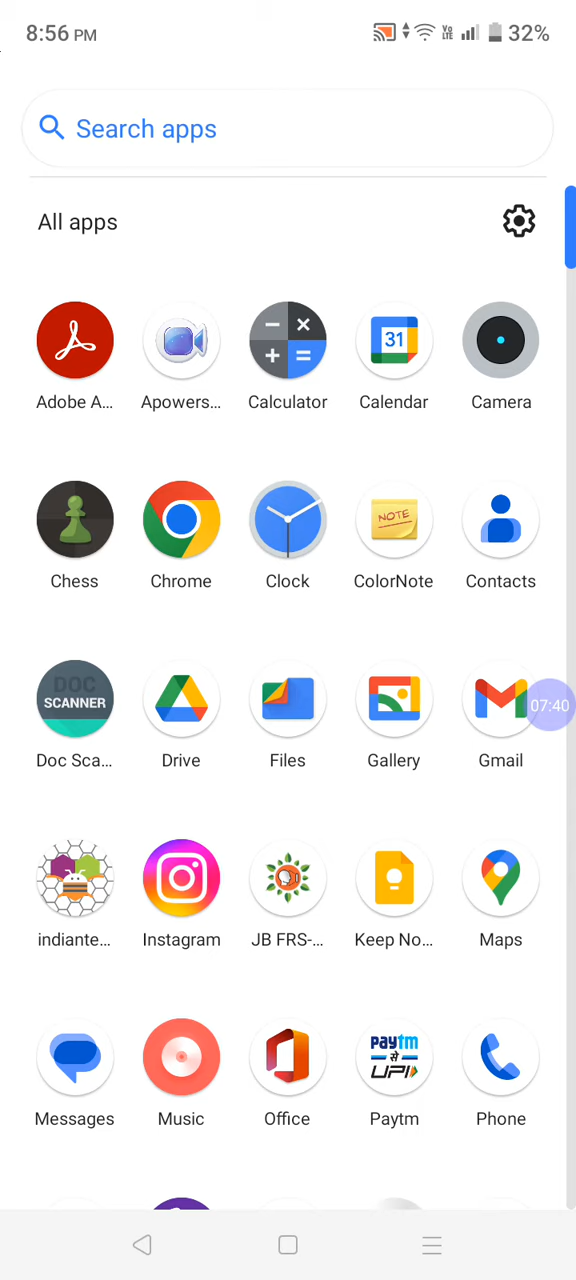 8:56 PM
Vo LTE 32%
Search apps
All apps
31
Adobe A...
Apowers...
Calculator
Calendar
Camera
NOTE
Chess
Chrome
Clock
ColorNote
Contacts
DOC
SCANNER
07:40
Doc Sca...
Drive
Files
Gallery
Gmail
indiante...
Instagram
JB FRS-...
Keep No...
Maps
paytm
से
UPI
Messages
Music
Office
Paytm
Phone